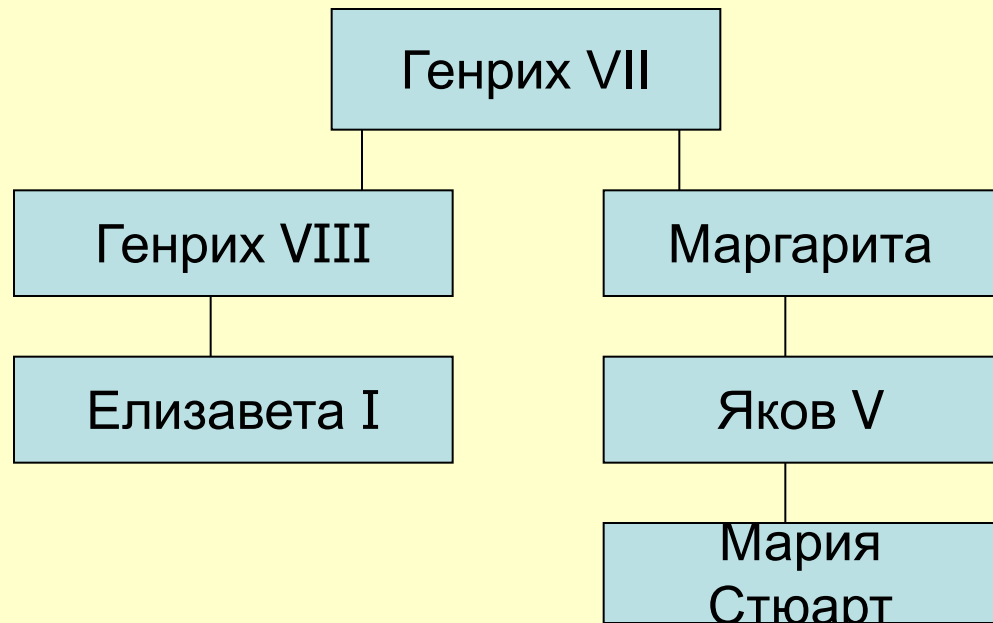 Генрих VII
Генрих VIII
Маргарита
Елизавета I
Яков V
Мария
Стюарт